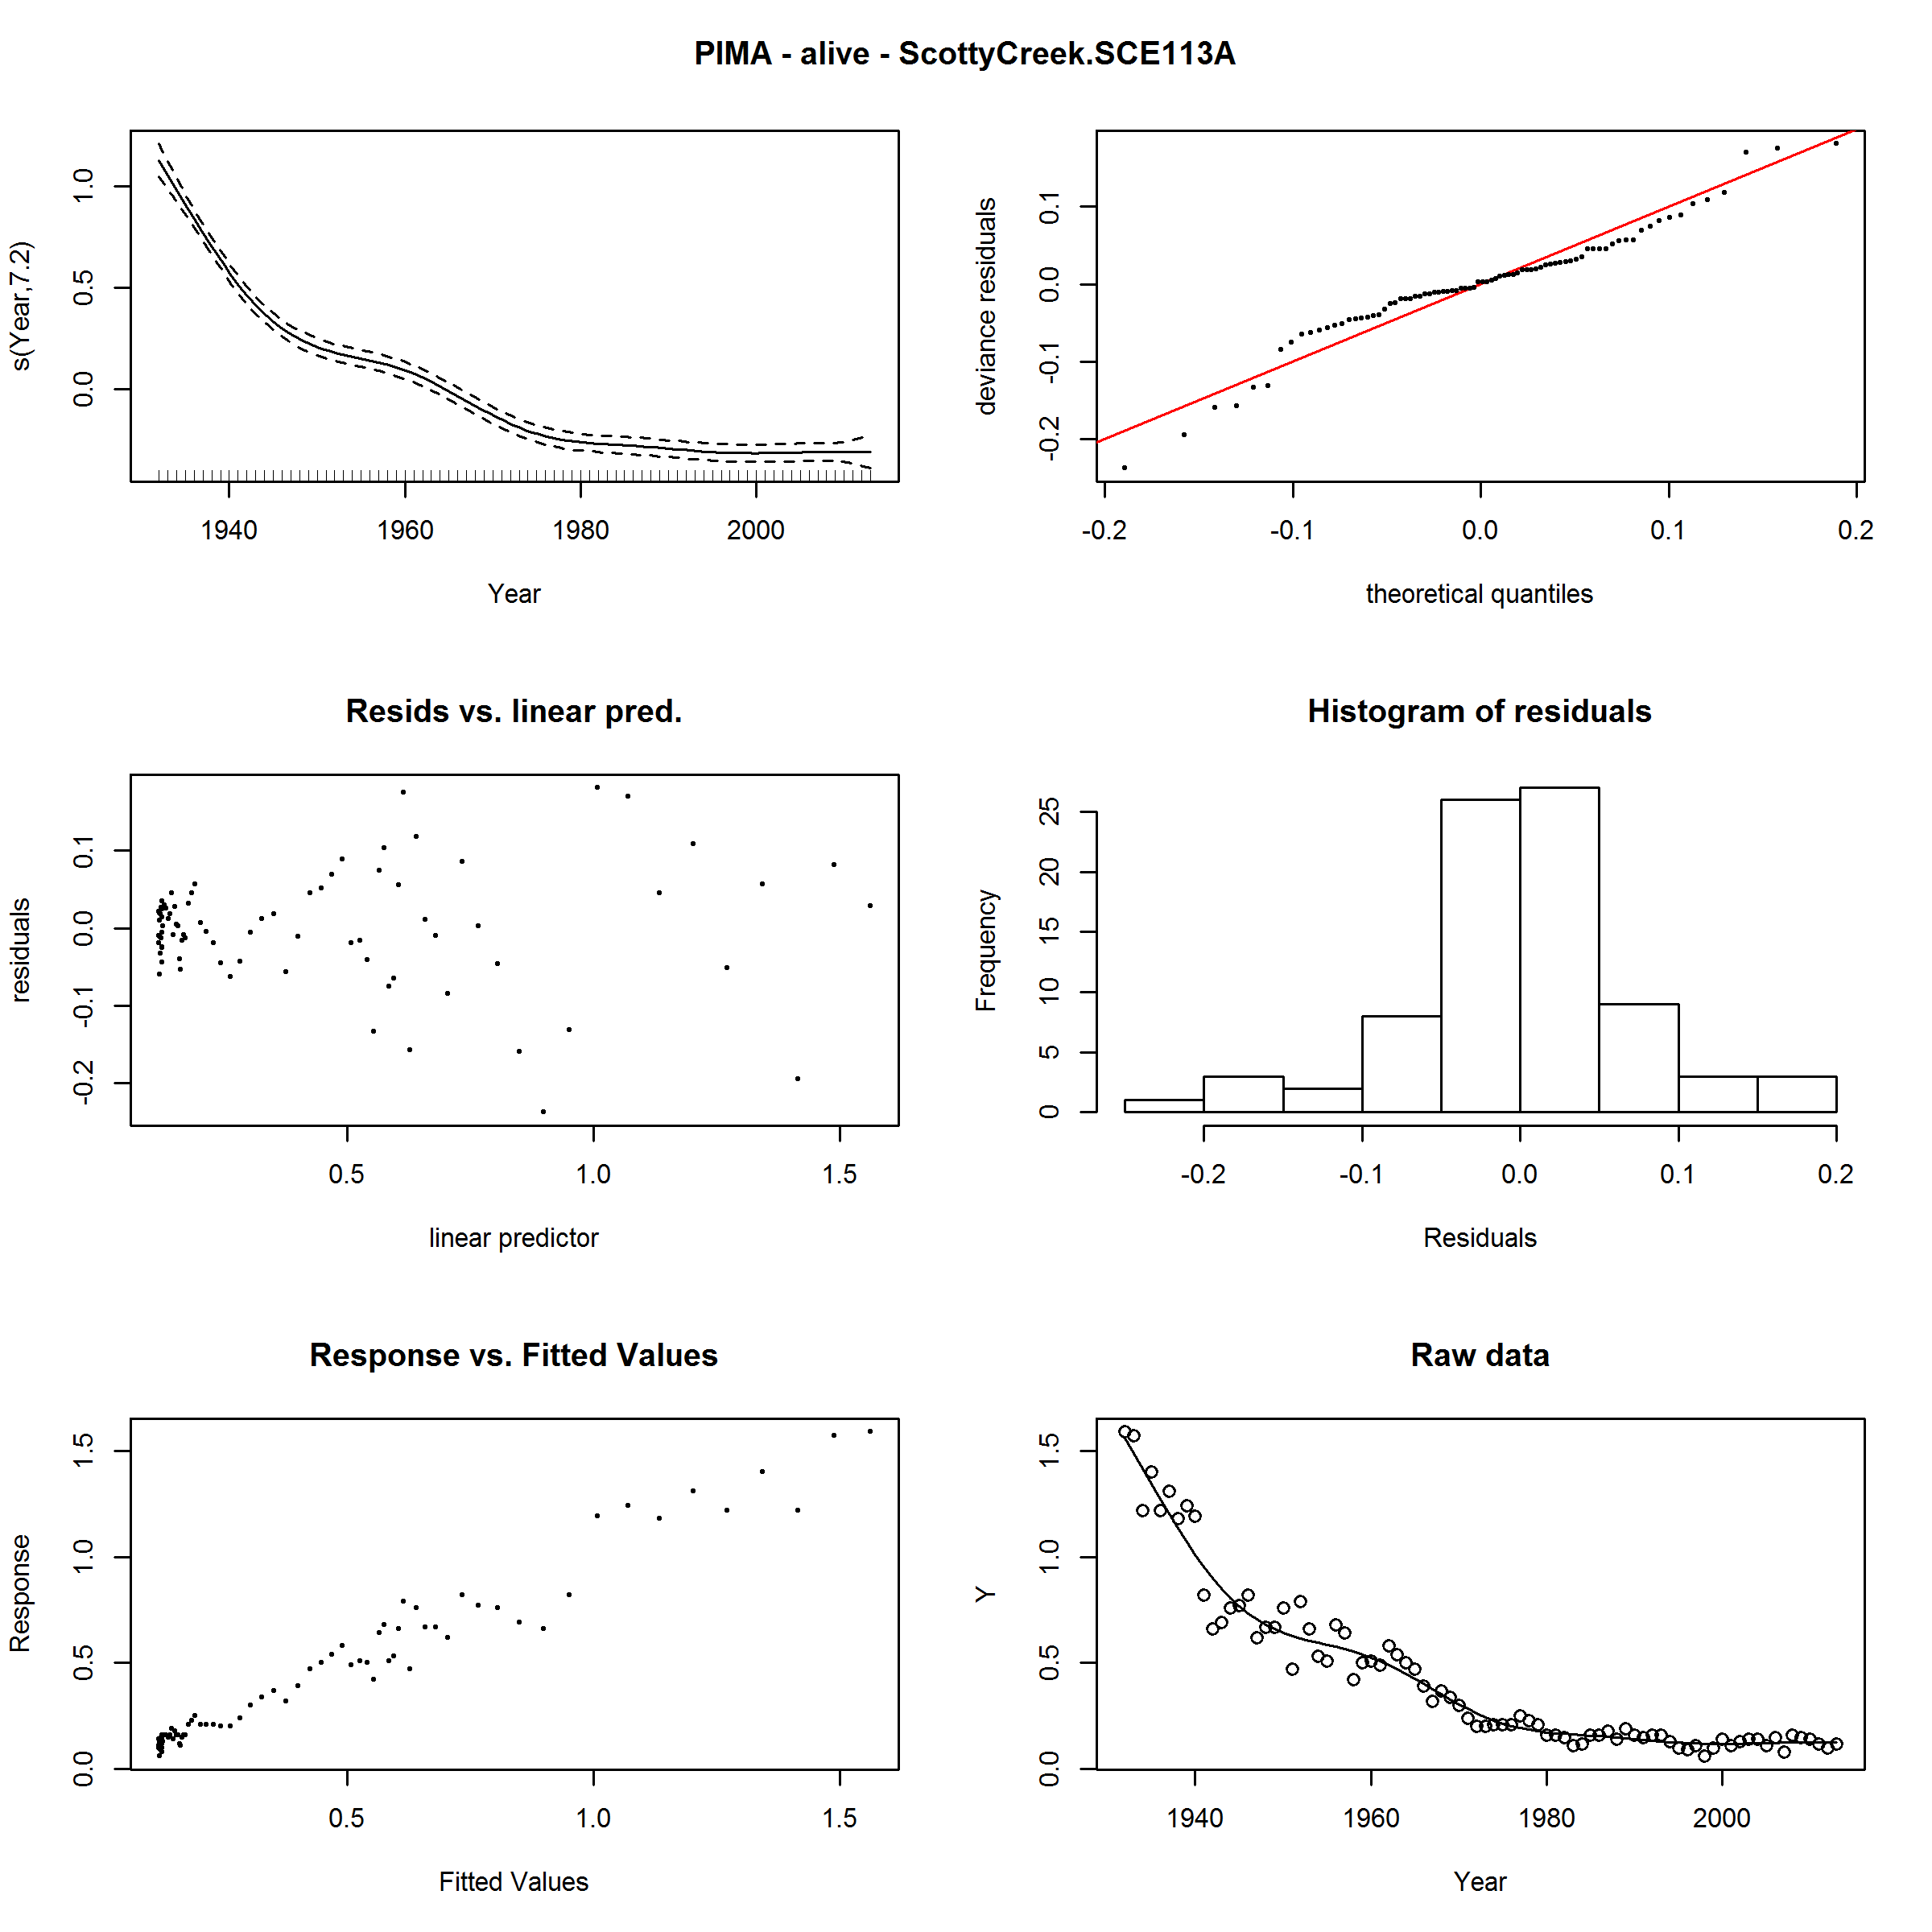 PIMA - alive - ScottyCreek.SCE113A
s(Year,7.2)
0.0 0.5 1.0
1940 1960 1980 2000
Year
deviance residuals
-0.2 -0.1 0.0 0.1
-0.2 -0.1 0.0 0.1 0.2
theoretical quantiles
Resids vs. linear pred.
residuals
-0.2 -0.1 0.0 0.1
0.5 1.0 1.5
linear predictor
Histogram of residuals
Frequency
0 5 10 15 20 25
-0.2 -0.1 0.0 0.1 0.2
Residuals
Response vs. Fitted Values
Response
0.0 0.5 1.0 1.5
0.5 1.0 1.5
Fitted Values
Raw data
Y
0.0 0.5 1.0 1.5
1940 1960 1980 2000
Year